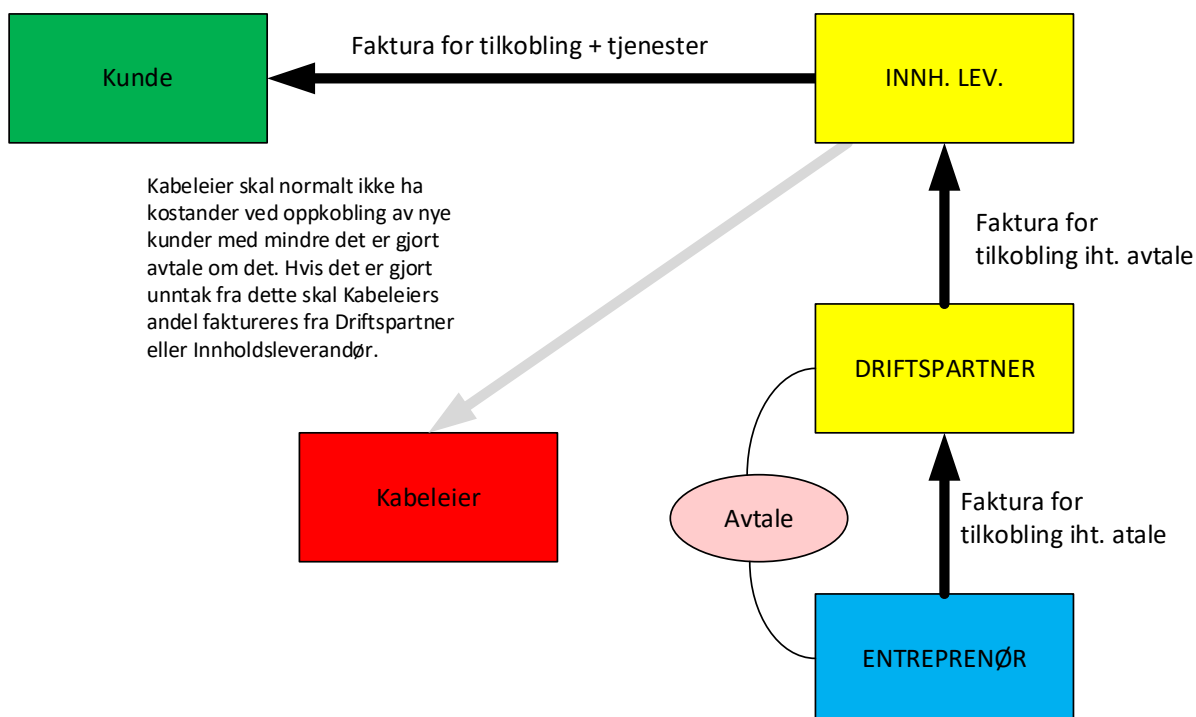 Faktura for tilkobling + tjenester
Kunde
INNH. LEV.
Kabeleier skal normalt ikke ha
kostander ved oppkobling av nye
kunder med mindre det er gjort
avtale om det. Hvis det er gjort
unntak fra dette skal Kabeleiers
andel faktureres fra Driftspartner
eller Innholdsleverandør.
Faktura for
tilkobling iht. avtale
DRIFTSPARTNER
Kabeleier
Avtale
Faktura for
tilkobling iht. atale
ENTREPRENØR